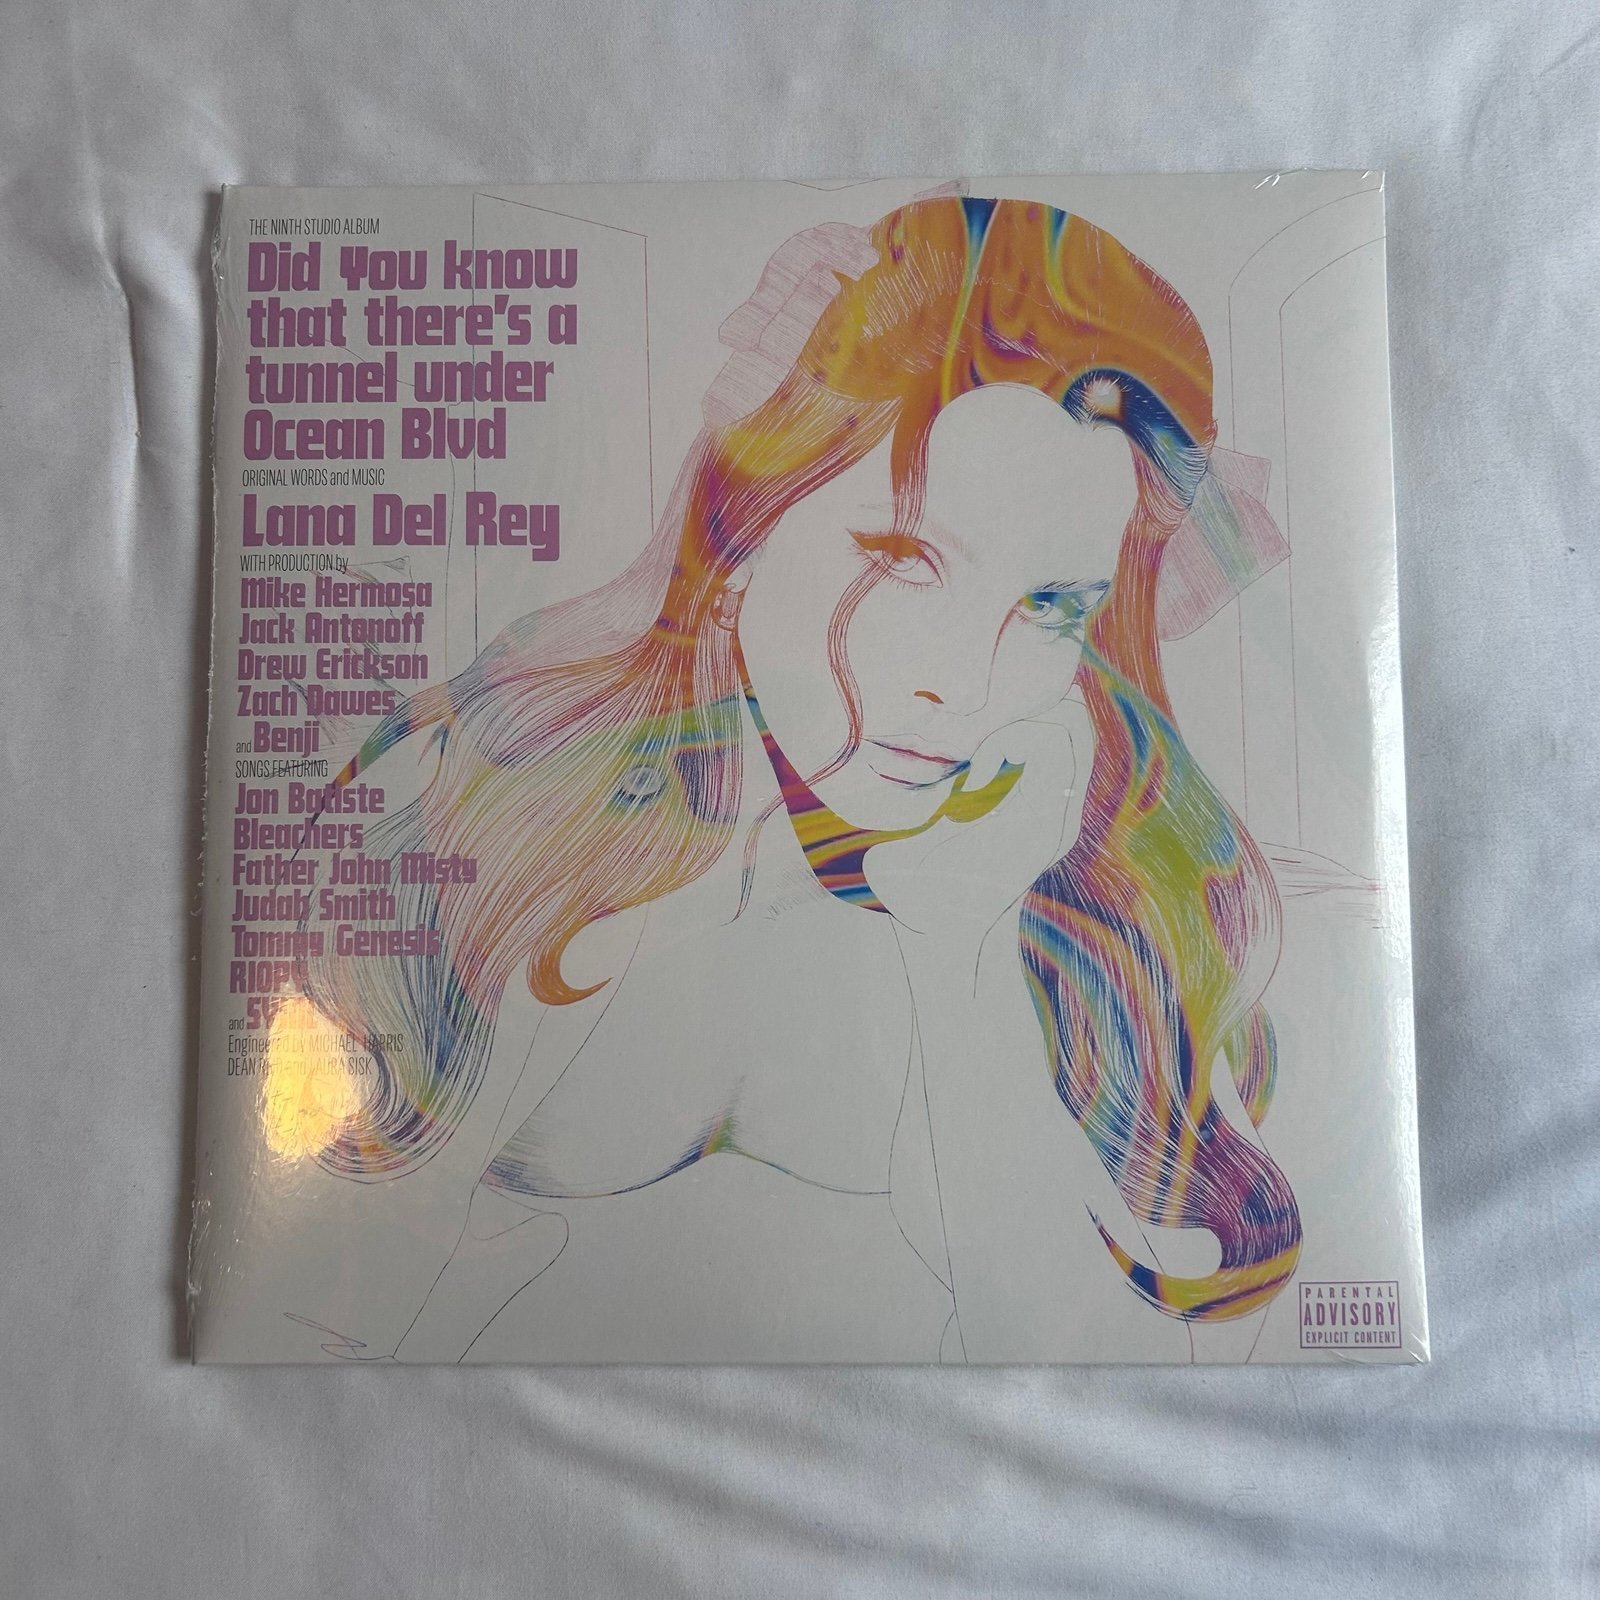 THE NINTH STUDIO ALBUM
Did You know
that there's a
tunnel under
Ocean Blvd
ORIGINAL WORDS and MUSIC
Lana Del Rey
WITH PRODUCTION by
Mike Hermosa
Jack Antonoff
Drew Erickson
Zach Dawes
and Benji
SONGS FEATURING
Jon Batiste
Bleachers
Father John Misty
Judah Smith
Tommy Genesis
RIOPY
and
Engineered by MICHAEL HARRIS
DEAN and LAURA SISK
PARENTAL
ADVISORY
EXPLICIT CONTENT